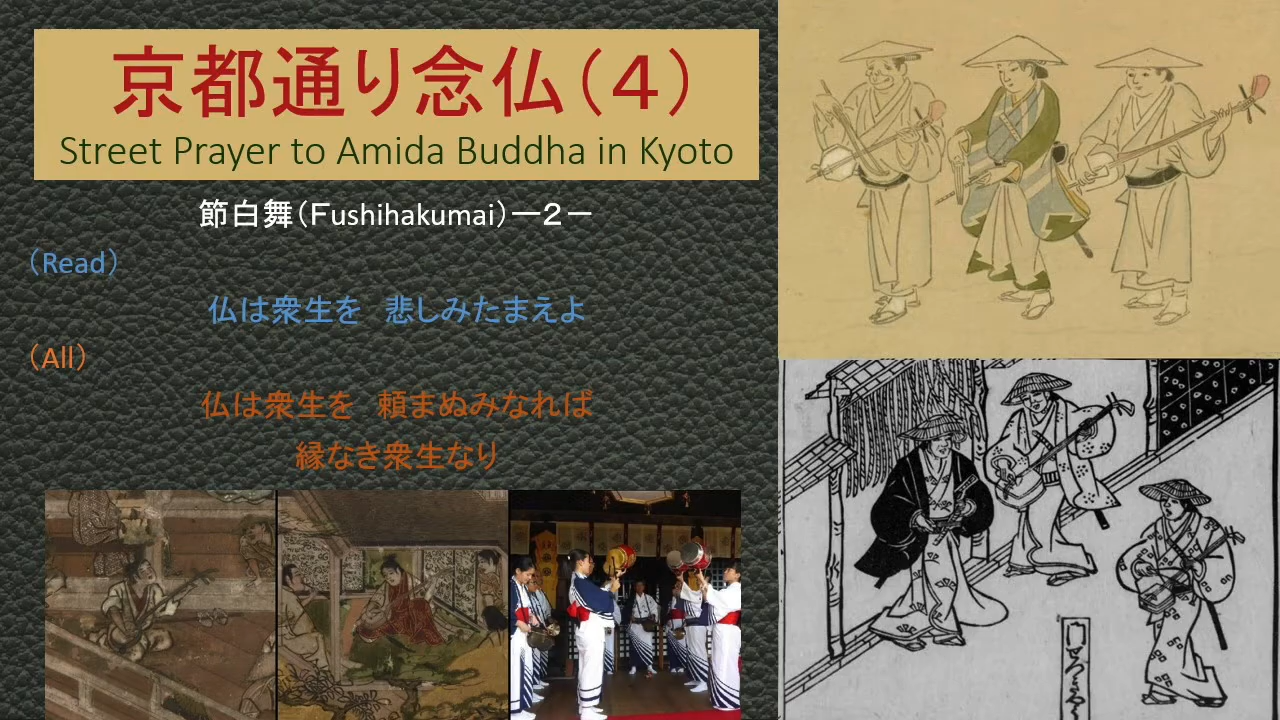 京都通り念仏（４）
Street Prayer to Amida Buddha in Kyoto
節白舞（Fushihakumai）ー２－
（Read）
仏は衆生を　悲しみたまえよ
（All）
仏は衆生を　頼まぬみなれば
縁なき衆生なり